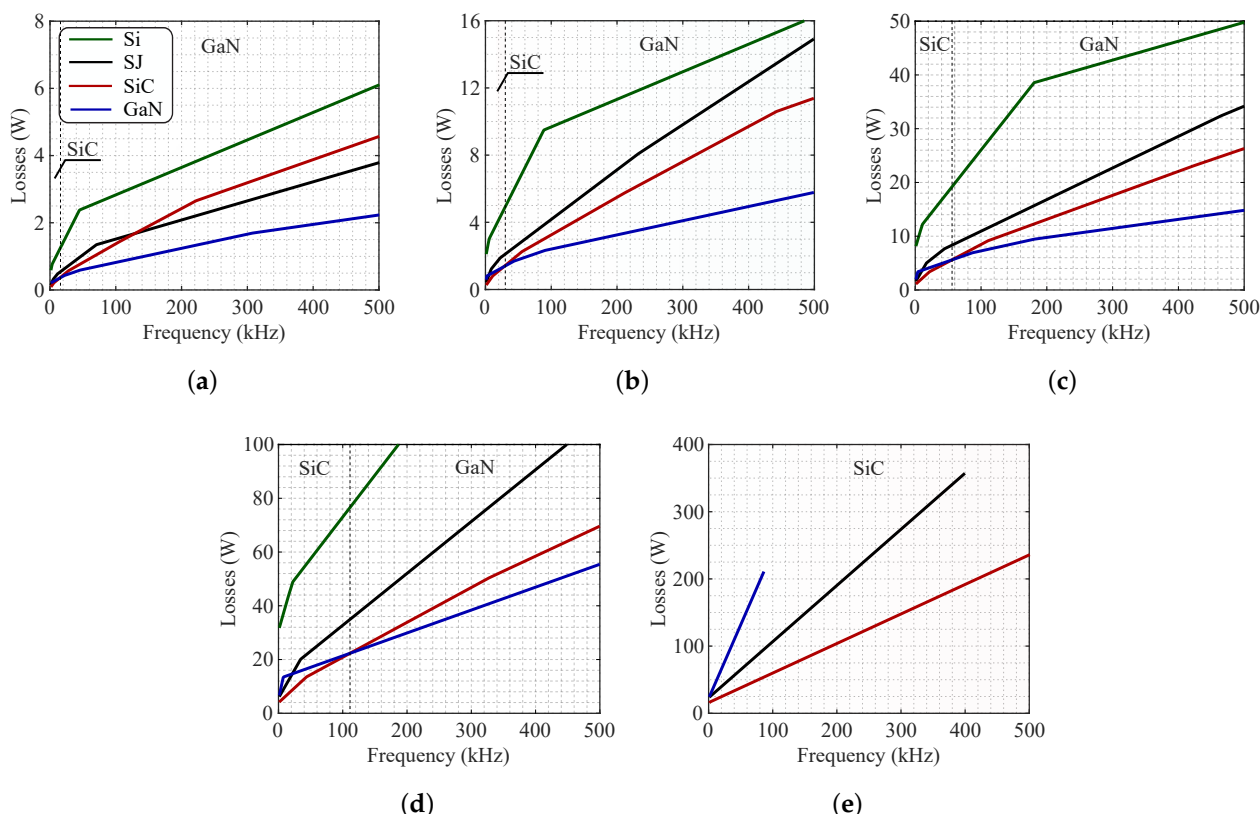 8
6
4
2
0
Losses (W)
Si
SJ
SiC
GaN
GaN
SiC
0 100 200 300 400 500
Frequency (kHz)
(a)
16
12
8
4
0
Losses (W)
SiC
GaN
0 100 200 300 400 500
Frequency (kHz)
(b)
50
40
30
20
10
0
Losses (W)
SiC
GaN
0 100 200 300 400 500
Frequency (kHz)
(c)
100
80
60
40
20
0
Losses (W)
SiC
GaN
0 100 200 300 400 500
Frequency (kHz)
(d)
400
350
200
100
0
Losses (W)
SiC
0 100 200 300 400 500
Frequency (kHz)
(e)